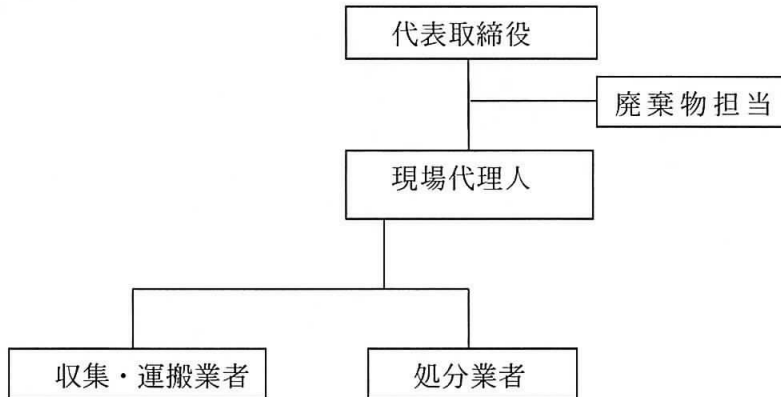 代表取締役
廃棄物担当
現場代理人
収集・運搬業者
処分業者